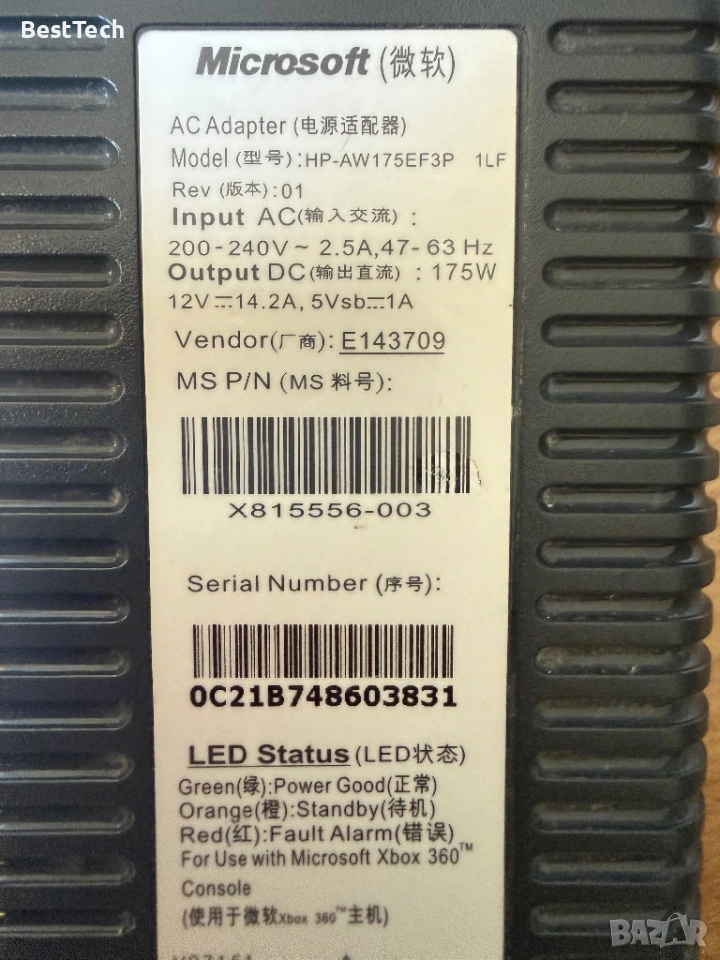 BestTech
Microsoft (微软)
AC Adapter (电源适配器)
Model (型号):HP-AW175EF3P 1LF
Rev (版本):01
Input AC(输入交流) :
200-240V~ 2.5A,47-63 Hz
Output DC(输出直流) : 175W
12V⎓14.2A, 5Vsb⎓1A
Vendor(厂商): E143709
MS P/N (MS 料号):
X815556-003
Serial Number (序号):
0C21B748603831
LED Status (LED状态)
Green(绿):Power Good(正常)
Orange(橙):Standby(待机)
Red(红):Fault Alarm(错误)
For Use with Microsoft Xbox 360™
Console
(使用于微软Xbox 360™主机)
BAZAR